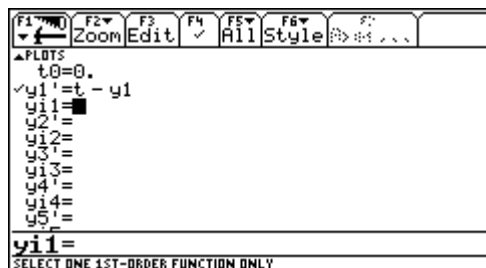 F1 F2 Zoom F3 Edit F4 ✓ F5 All F6 Style F7
▲PLOTS
t0=0.
✓y1'=t - y1
yi1=
y2'=
yi2=
y3'=
yi3=
y4'=
yi4=
y5'=
yi1=
SELECT ONE 1ST-ORDER FUNCTION ONLY